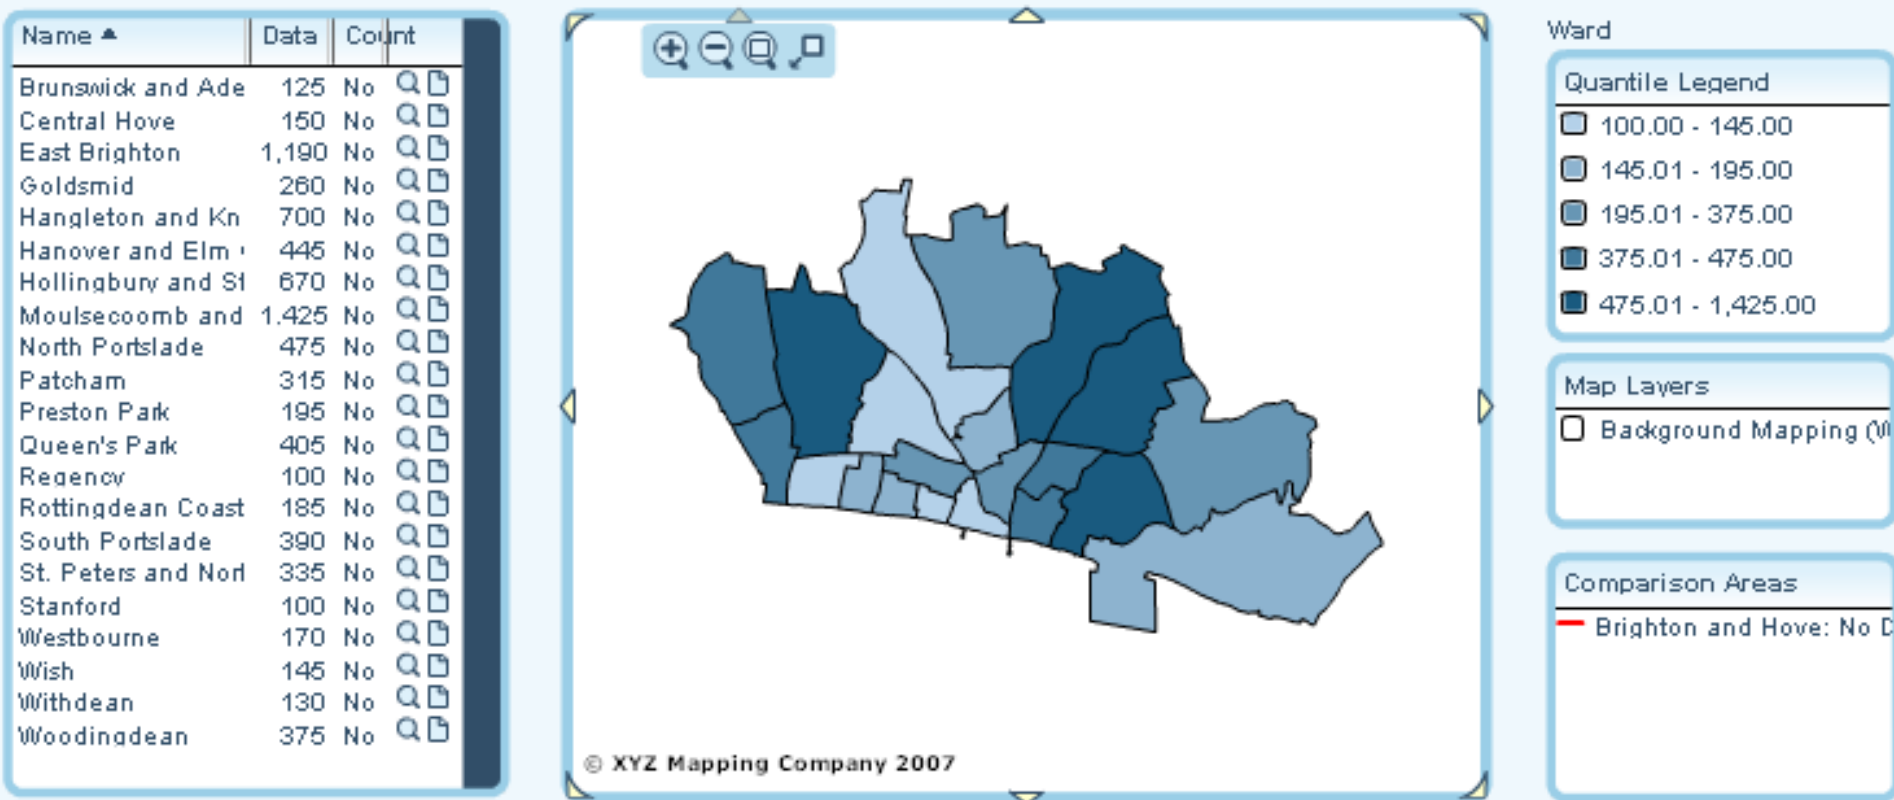 Name Data Count
Brunswick and Ade 125 No
Central Hove 150 No
East Brighton 1,190 No
Goldsmid 260 No
Hangleton and Kn 700 No
Hanover and Elm 445 No
Hollingbury and St 670 No
Moulsecoomb and 1.425 No
North Portslade 475 No
Patcham 315 No
Preston Park 195 No
Queen's Park 405 No
Regency 100 No
Rottingdean Coast 185 No
South Portslade 390 No
St. Peters and Nort 335 No
Stanford 100 No
Westbourne 170 No
Wish 145 No
Withdean 130 No
Woodingdean 375 No
© XYZ Mapping Company 2007
Ward
Quantile Legend
100.00 - 145.00
145.01 - 195.00
195.01 - 375.00
375.01 - 475.00
475.01 - 1,425.00
Map Layers
Background Mapping (W
Comparison Areas
Brighton and Hove: No D